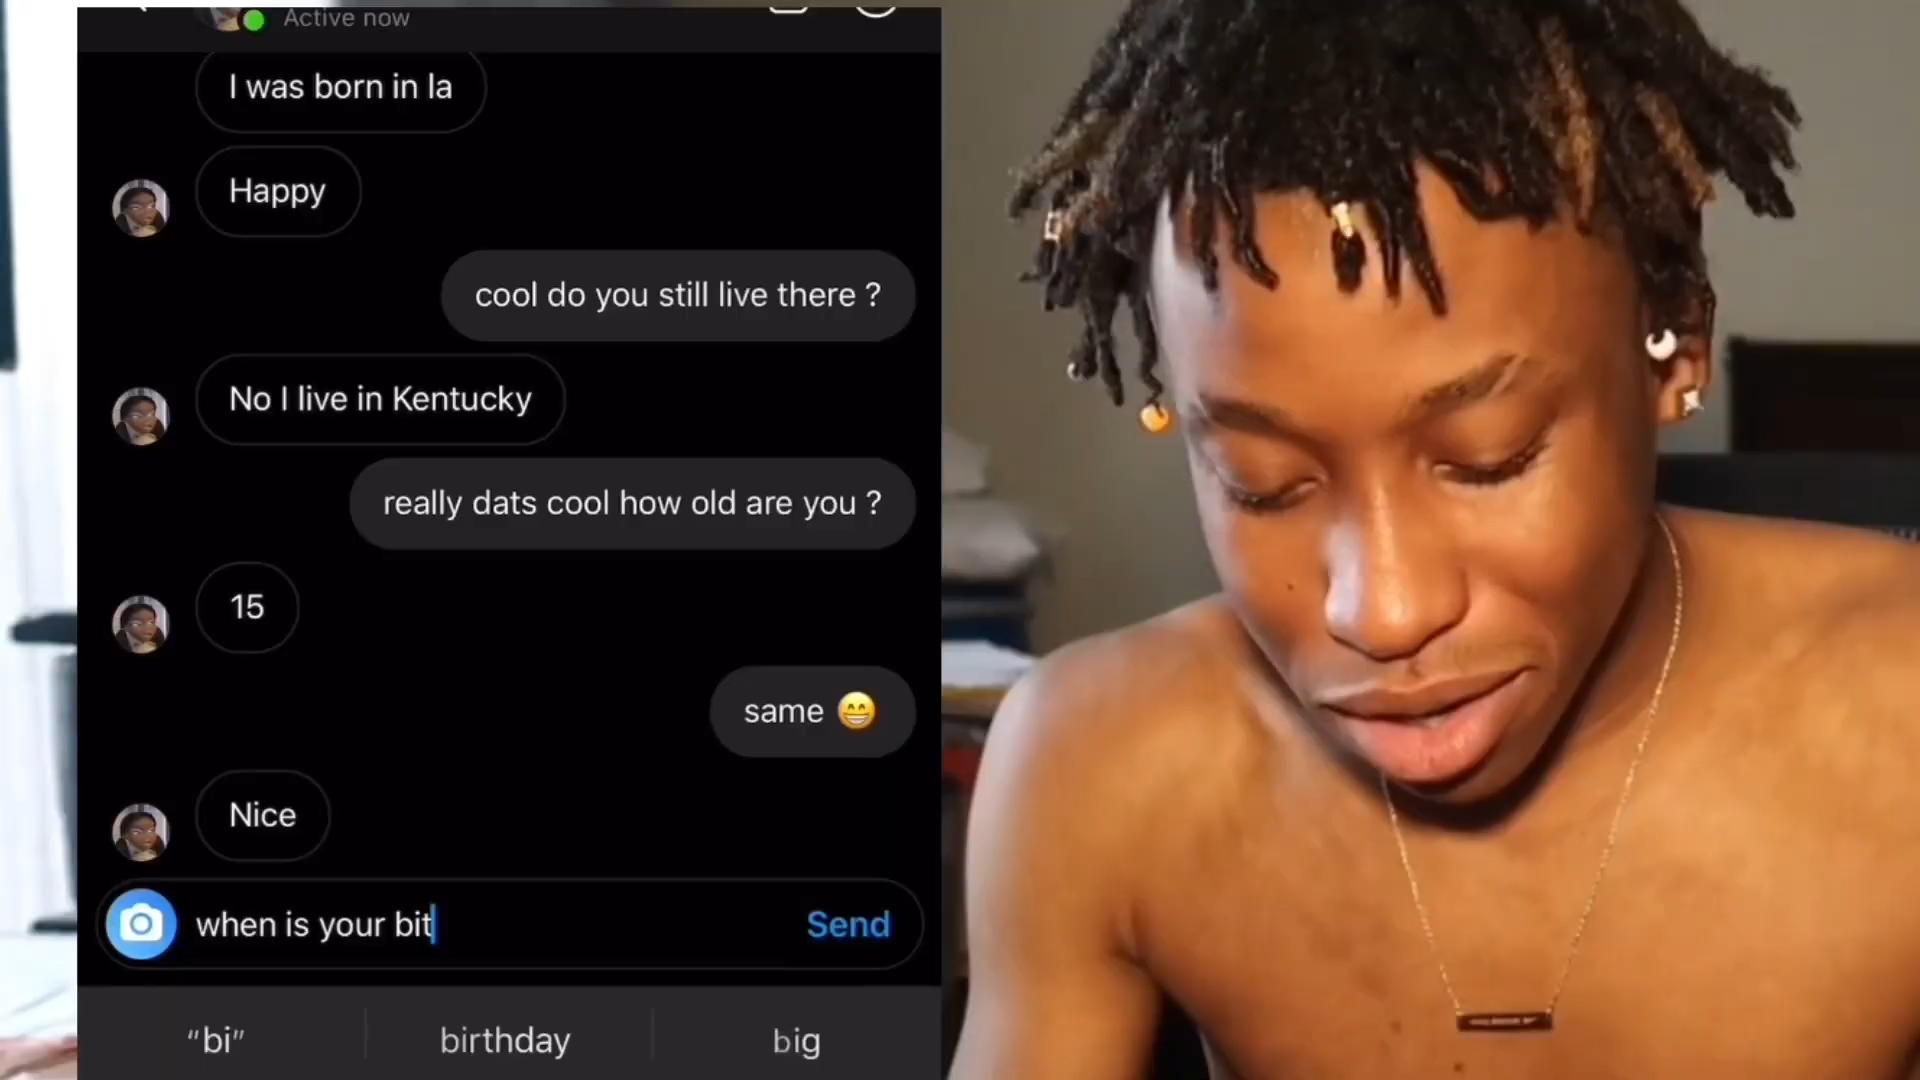 Active now
I was born in la
Happy
cool do you still live there ?
No I live in Kentucky
really dats cool how old are you ?
15
same 😁
Nice
when is your bit
Send
“bi”
birthday
big